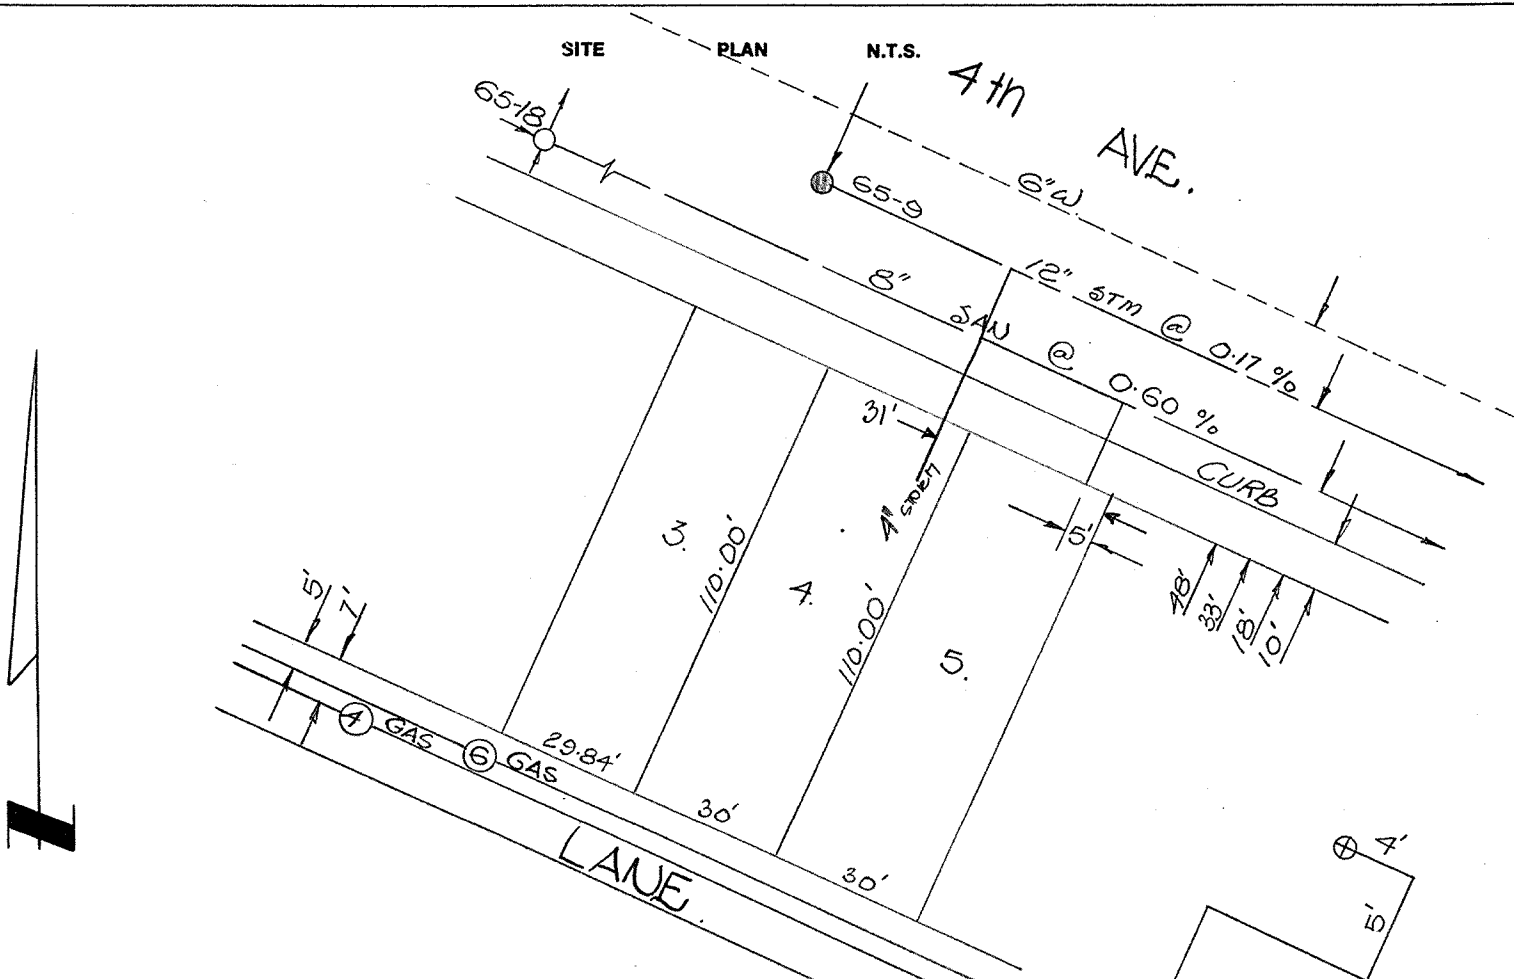 SITE PLAN N.T.S.
4th AVE.
65-18
65-9
6"W
12" STM @ 0.17 %
8" SAN @ 0.60 %
CURB
31'
4" STORM
5'
48'
33'
18'
10'
3.
110.00'
4.
110.00'
5.
5'
7'
4 GAS
6 GAS
29.84'
30'
30'
LANE.
4'
5'